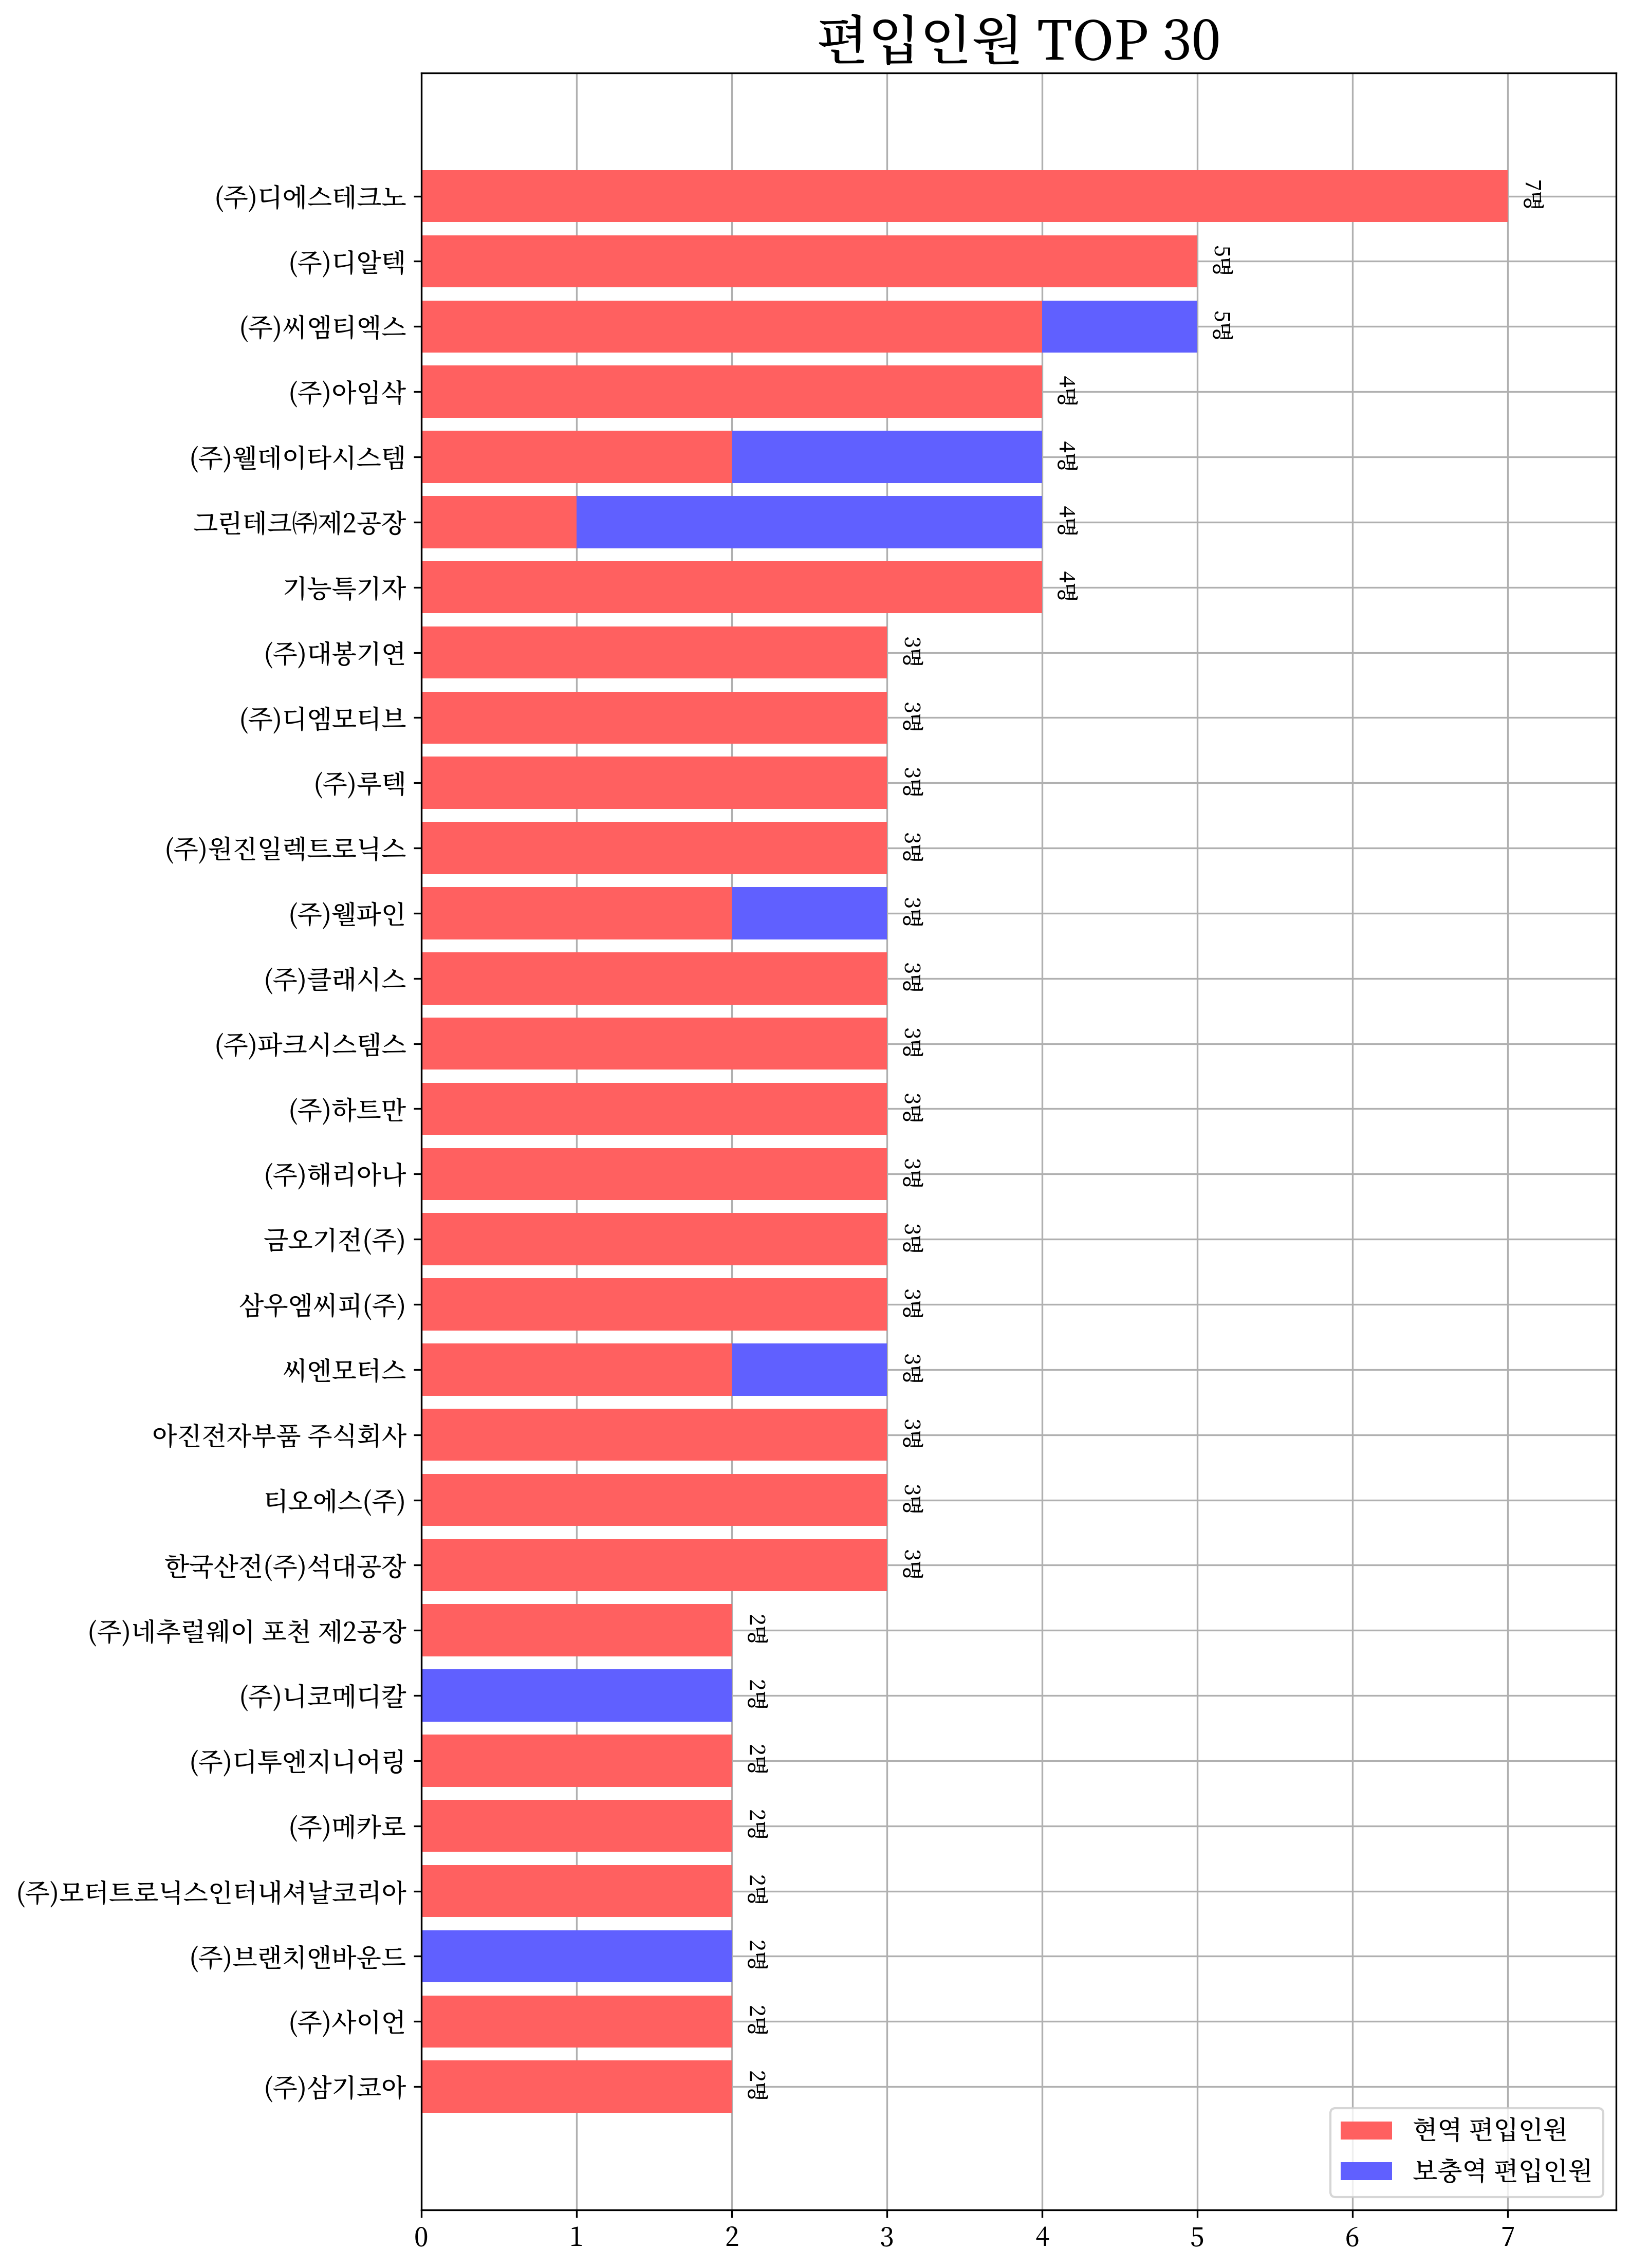 편입인원 TOP 30
(주)디에스테크노 7명
(주)디알텍 5명
(주)씨엠티엑스 5명
(주)아임삭 4명
(주)웰데이타시스템 4명
그린테크㈜제2공장 4명
기능특기자 4명
(주)대봉기연 3명
(주)디엠모티브 3명
(주)루텍 3명
(주)원진일렉트로닉스 3명
(주)웰파인 3명
(주)클래시스 3명
(주)파크시스템스 3명
(주)하트만 3명
(주)해리아나 3명
금오기전(주) 3명
삼우엠씨피(주) 3명
씨엔모터스 3명
아진전자부품 주식회사 3명
티오에스(주) 3명
한국산전(주)석대공장 3명
(주)네추럴웨이 포천 제2공장 2명
(주)니코메디칼 2명
(주)디투엔지니어링 2명
(주)메카로 2명
(주)모터트로닉스인터내셔날코리아 2명
(주)브랜치앤바운드 2명
(주)사이언 2명
(주)삼기코아 2명
현역 편입인원
보충역 편입인원
0 1 2 3 4 5 6 7